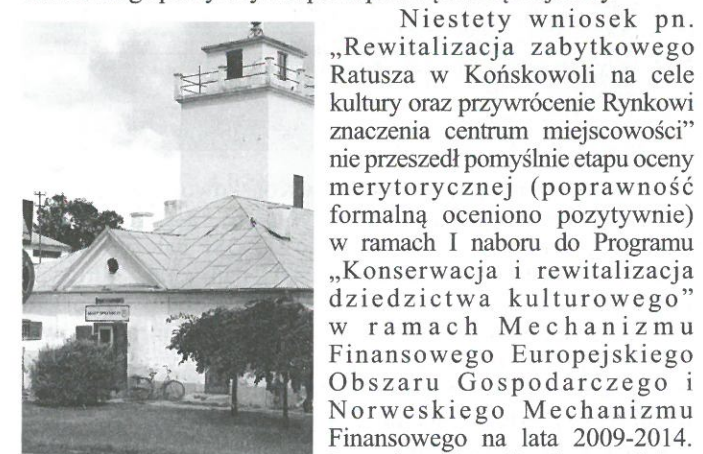 Niestety wniosek pn.
„Rewitalizacja zabytkowego
Ratusza w Końskowoli na cele
kultury oraz przywrócenie Rynkowi
znaczenia centrum miejscowości”
nie przeszedł pomyślnie etapu oceny
merytorycznej (poprawność
formalną oceniono pozytywnie)
w ramach I naboru do Programu
„Konserwacja i rewitalizacja
dziedzictwa kulturowego”
w ramach Mechanizmu
Finansowego Europejskiego
Obszaru Gospodarczego i
Norweskiego Mechanizmu
Finansowego na lata 2009-2014.